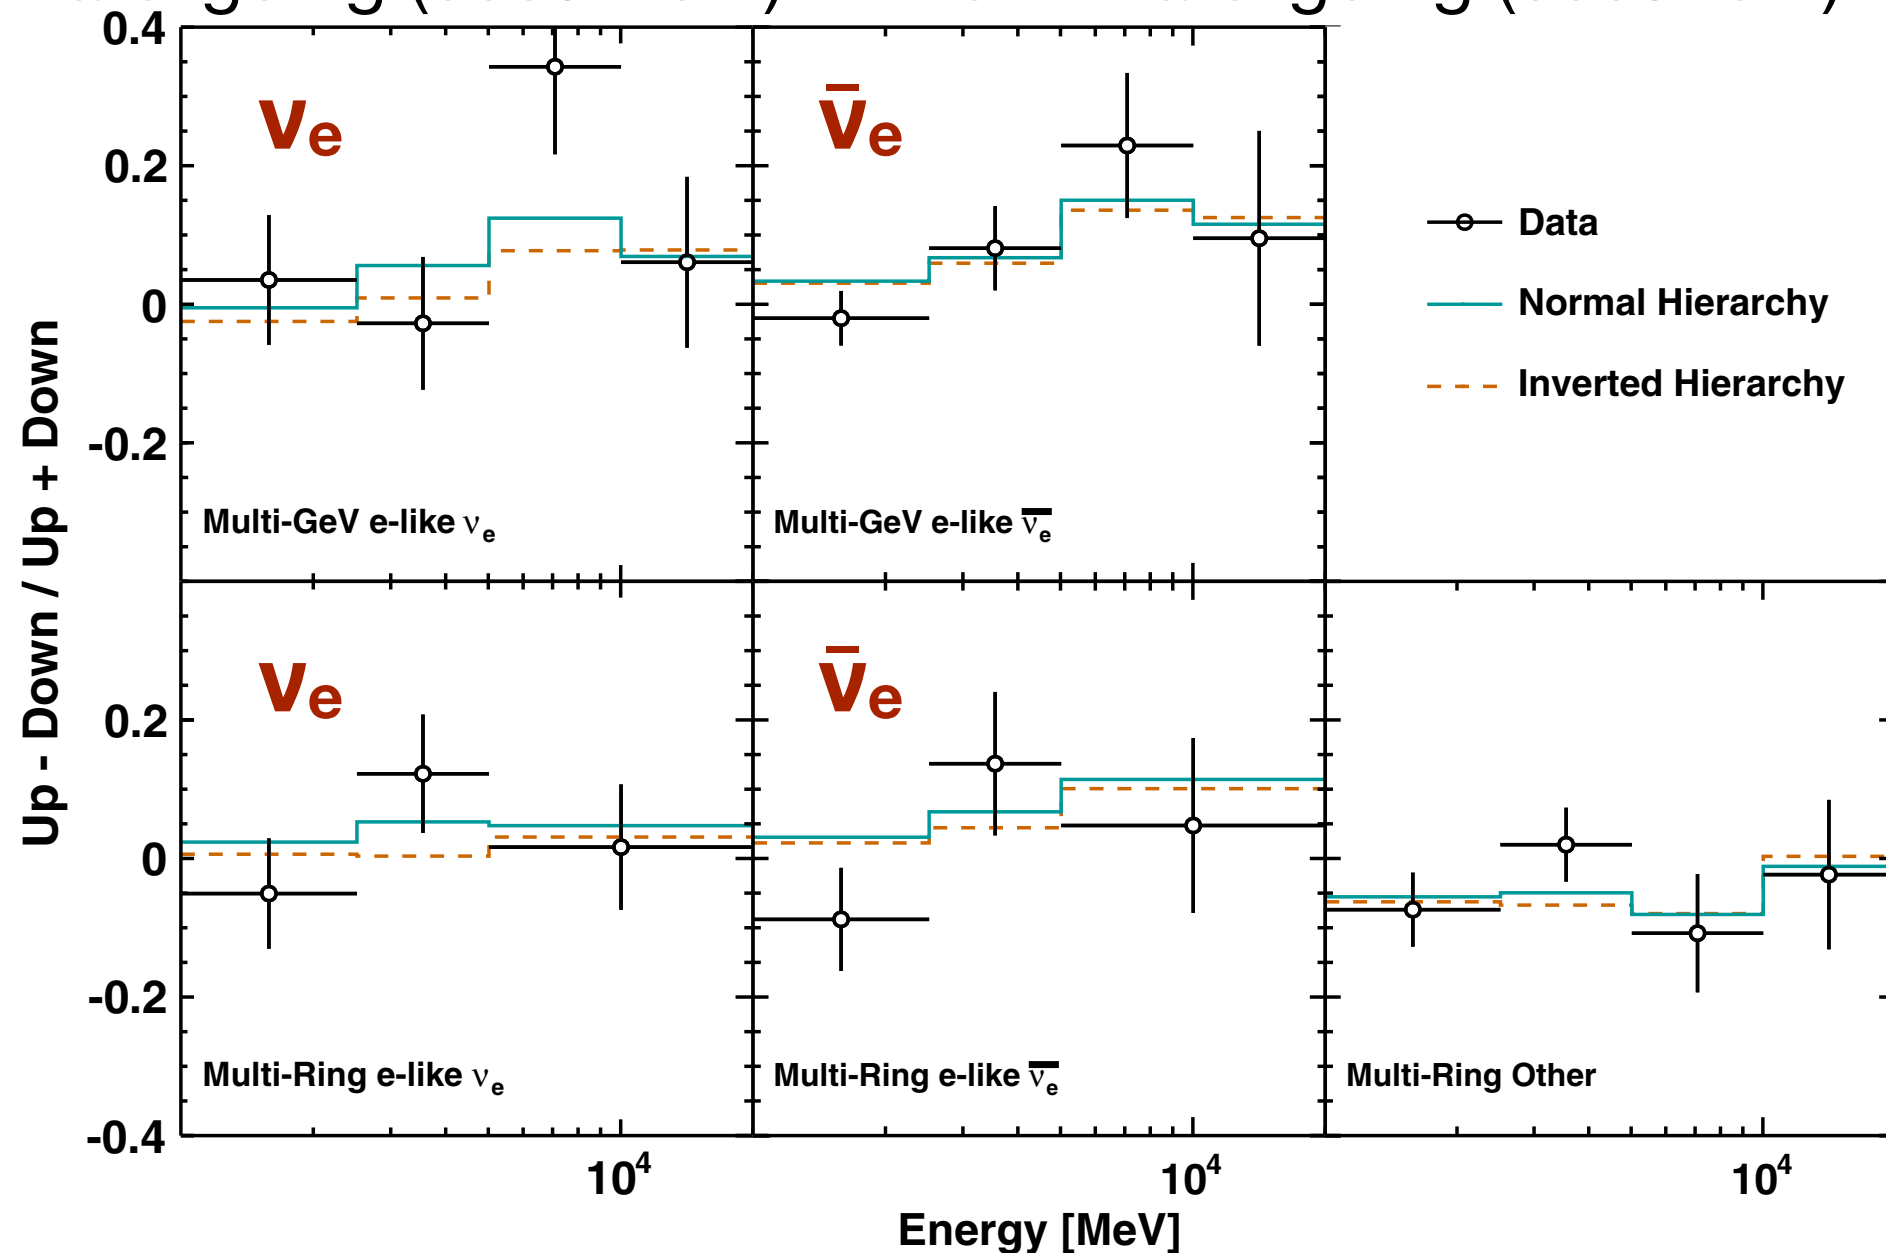 0.4
0.2
0
-0.2
0.2
0
-0.2
-0.4
Up - Down / Up + Down
νe
Multi-GeV e-like νe
ν̅e
Multi-GeV e-like ν̅e
Data
Normal Hierarchy
Inverted Hierarchy
νe
Multi-Ring e-like νe
ν̅e
Multi-Ring e-like ν̅e
Multi-Ring Other
10⁴
10⁴
10⁴
Energy [MeV]